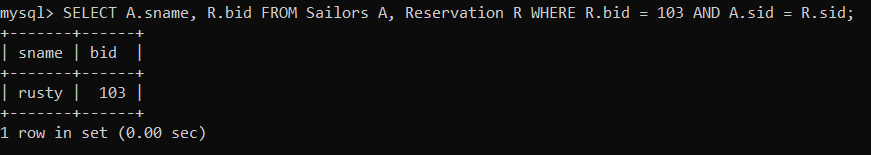 mysql> SELECT A.sname, R.bid FROM Sailors A, Reservation R WHERE R.bid = 103 AND A.sid = R.sid;
+-------+------+
| sname | bid  |
+-------+------+
| rusty |  103 |
+-------+------+
1 row in set (0.00 sec)